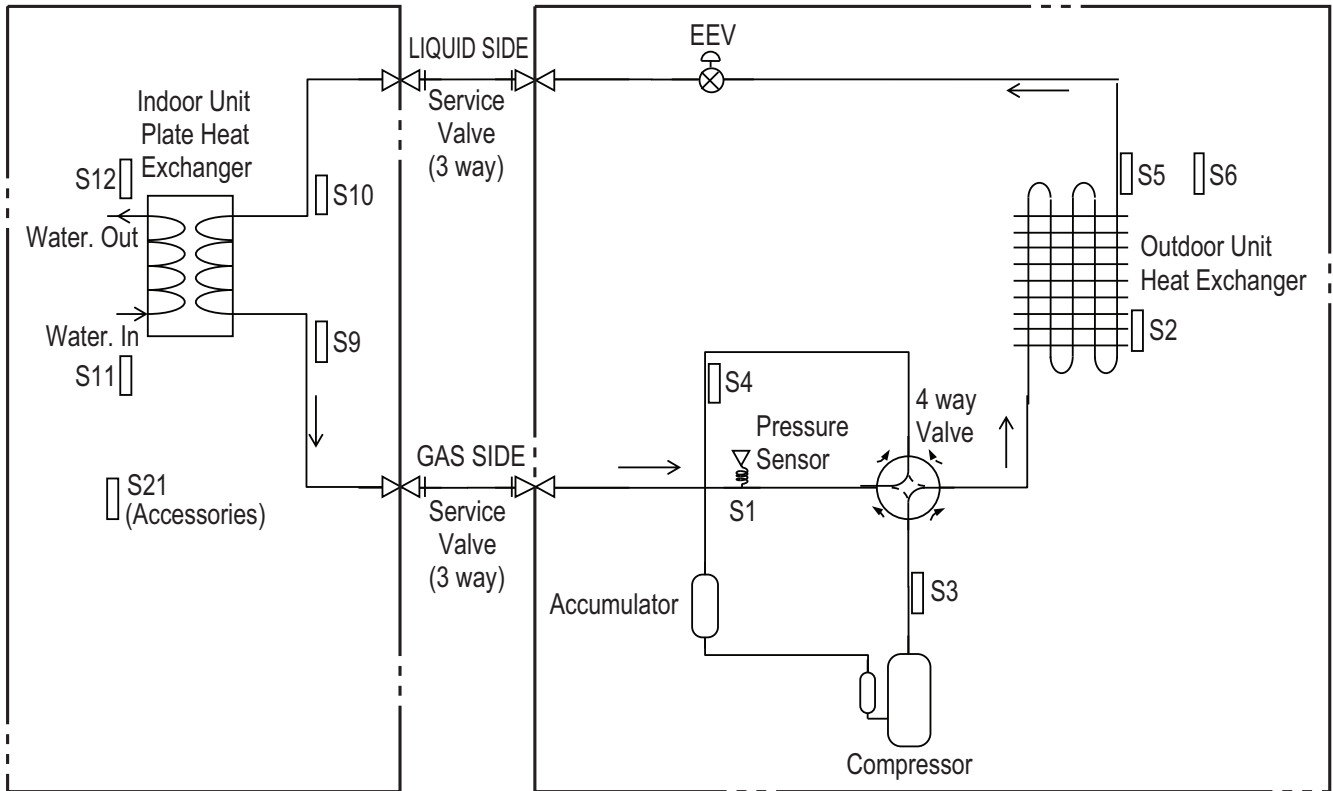 LIQUID SIDE
EEV
Service
Valve
(3 way)
Indoor Unit
Plate Heat
Exchanger
S12
S10
Water. Out
Water. In
S11
S9
S5
S6
Outdoor Unit
Heat Exchanger
S2
S4
4 way
Valve
Pressure
Sensor
S1
GAS SIDE
Service
Valve
(3 way)
S21
(Accessories)
Accumulator
S3
Compressor